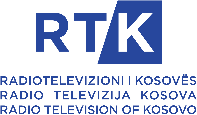 RTK
RADIOTELEVIZIONI I KOSOVËS
RADIO TELEVIZIJA KOSOVA
RADIO TELEVISION OF KOSOVO